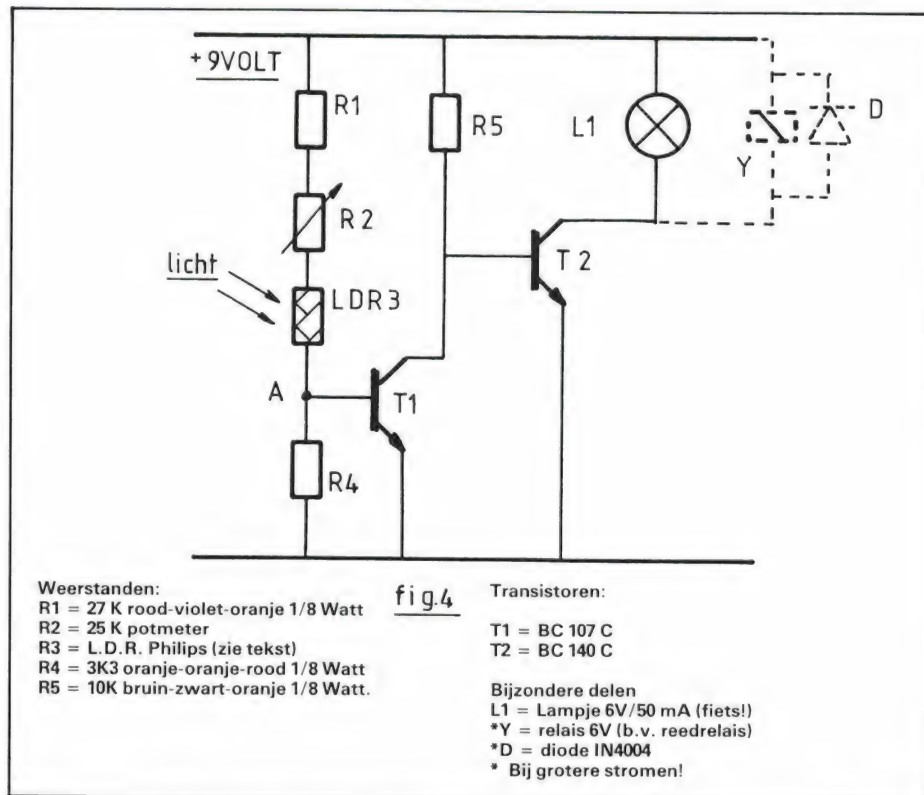 +9VOLT
R1
R5
L1
D
Y
R2
licht
LDR3
T2
A
T1
R4
fig.4
Weerstanden:
R1 = 27 K rood-violet-oranje 1/8 Watt
R2 = 25 K potmeter
R3 = L.D.R. Philips (zie tekst)
R4 = 3K3 oranje-oranje-rood 1/8 Watt
R5 = 10K bruin-zwart-oranje 1/8 Watt.
Transistoren:
T1 = BC 107 C
T2 = BC 140 C
Bijzondere delen
L1 = Lampje 6V/50 mA (fiets!)
*Y = relais 6V (b.v. reedrelais)
*D = diode IN4004
* Bij grotere stromen!